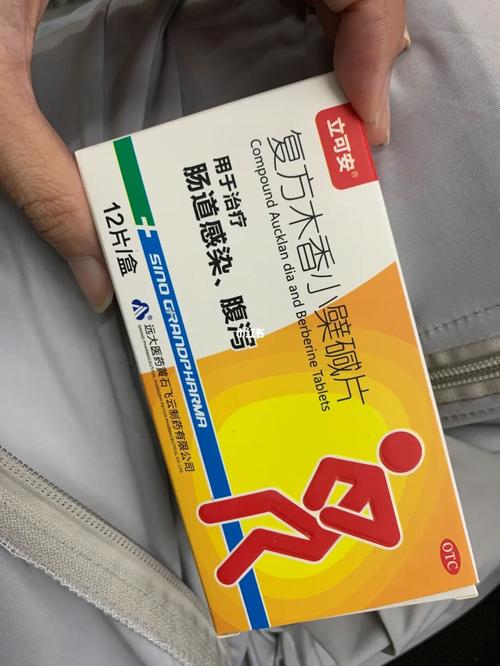 立可安®
复方木香小檗碱片
Compound Aucklan dia and Berberine Tablets
用于治疗
肠道感染、腹泻
SINO GRANDPHARMA
12片/盒
远大医药黄石飞云制药有限公司
OTC